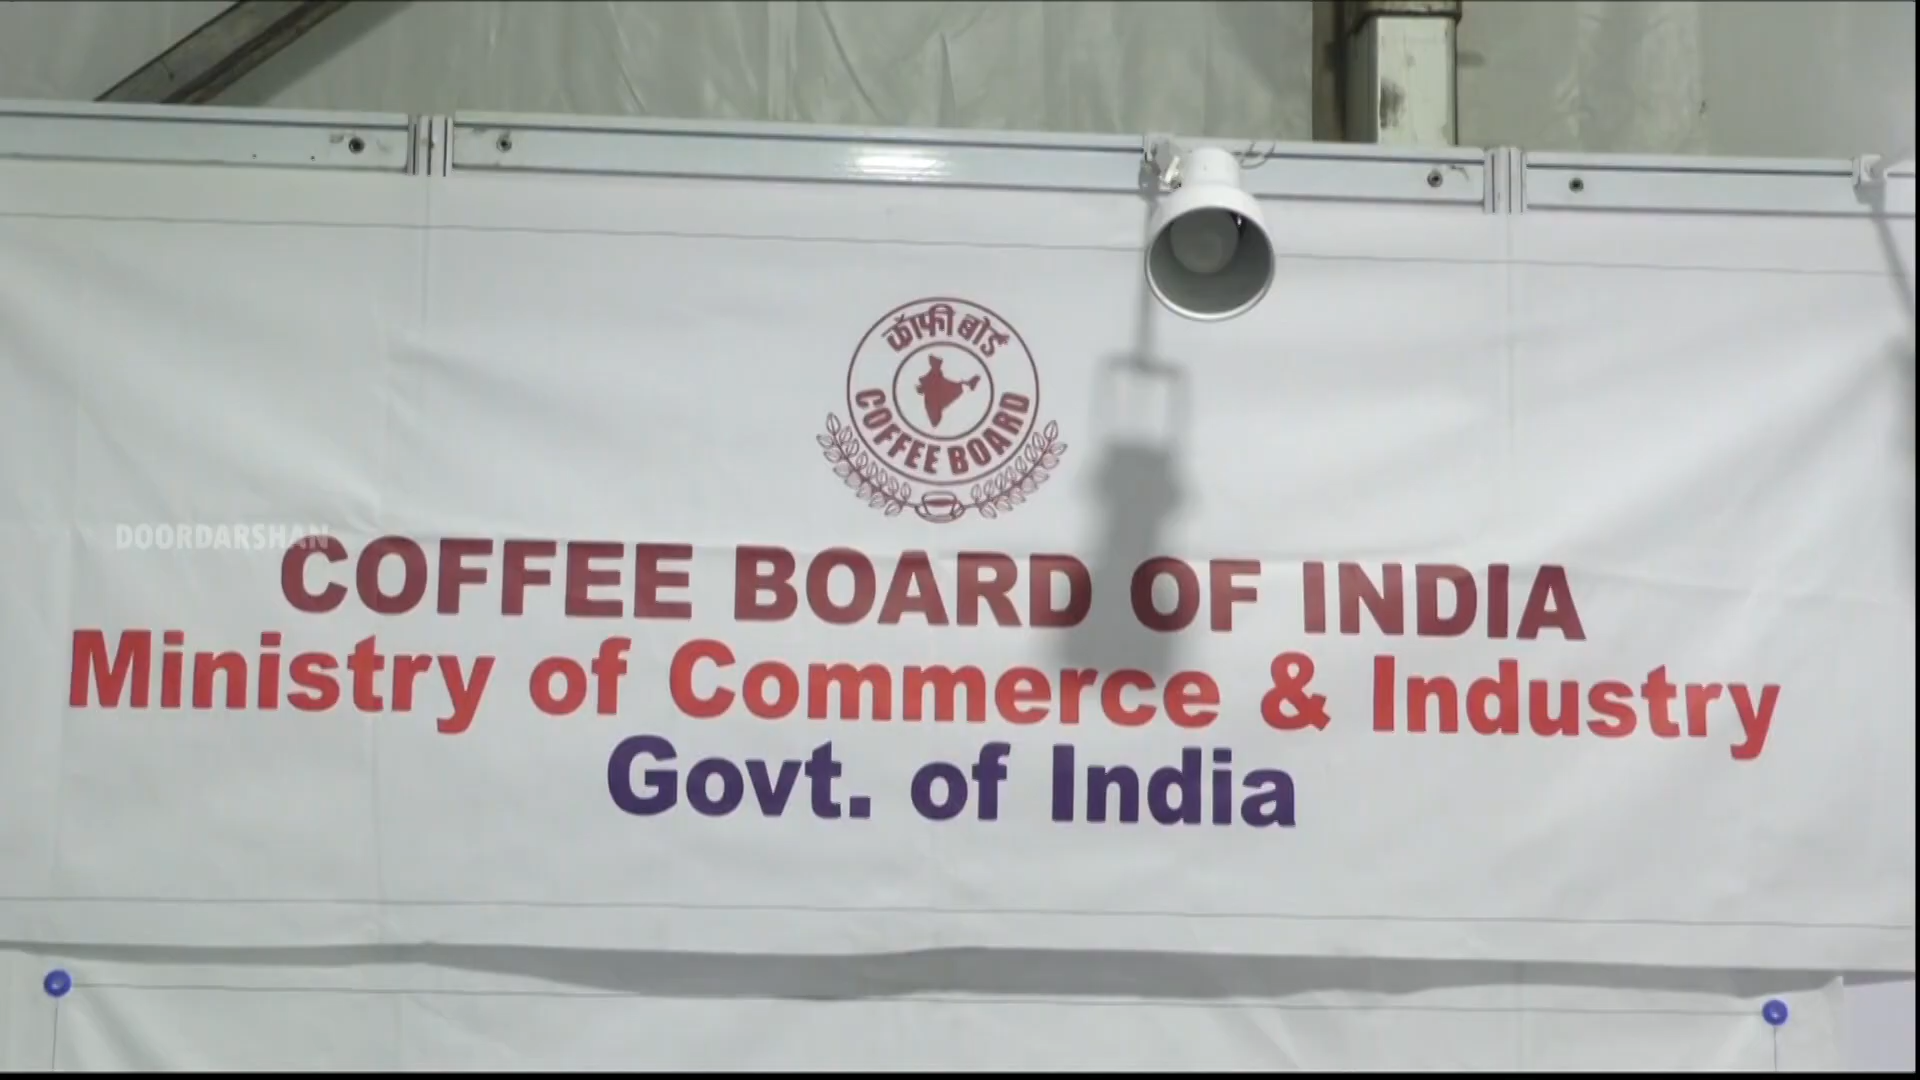 कॉफी बोर्ड
COFFEE BOARD
DOORDARSHAN
COFFEE BOARD OF INDIA
Ministry of Commerce & Industry
Govt. of India